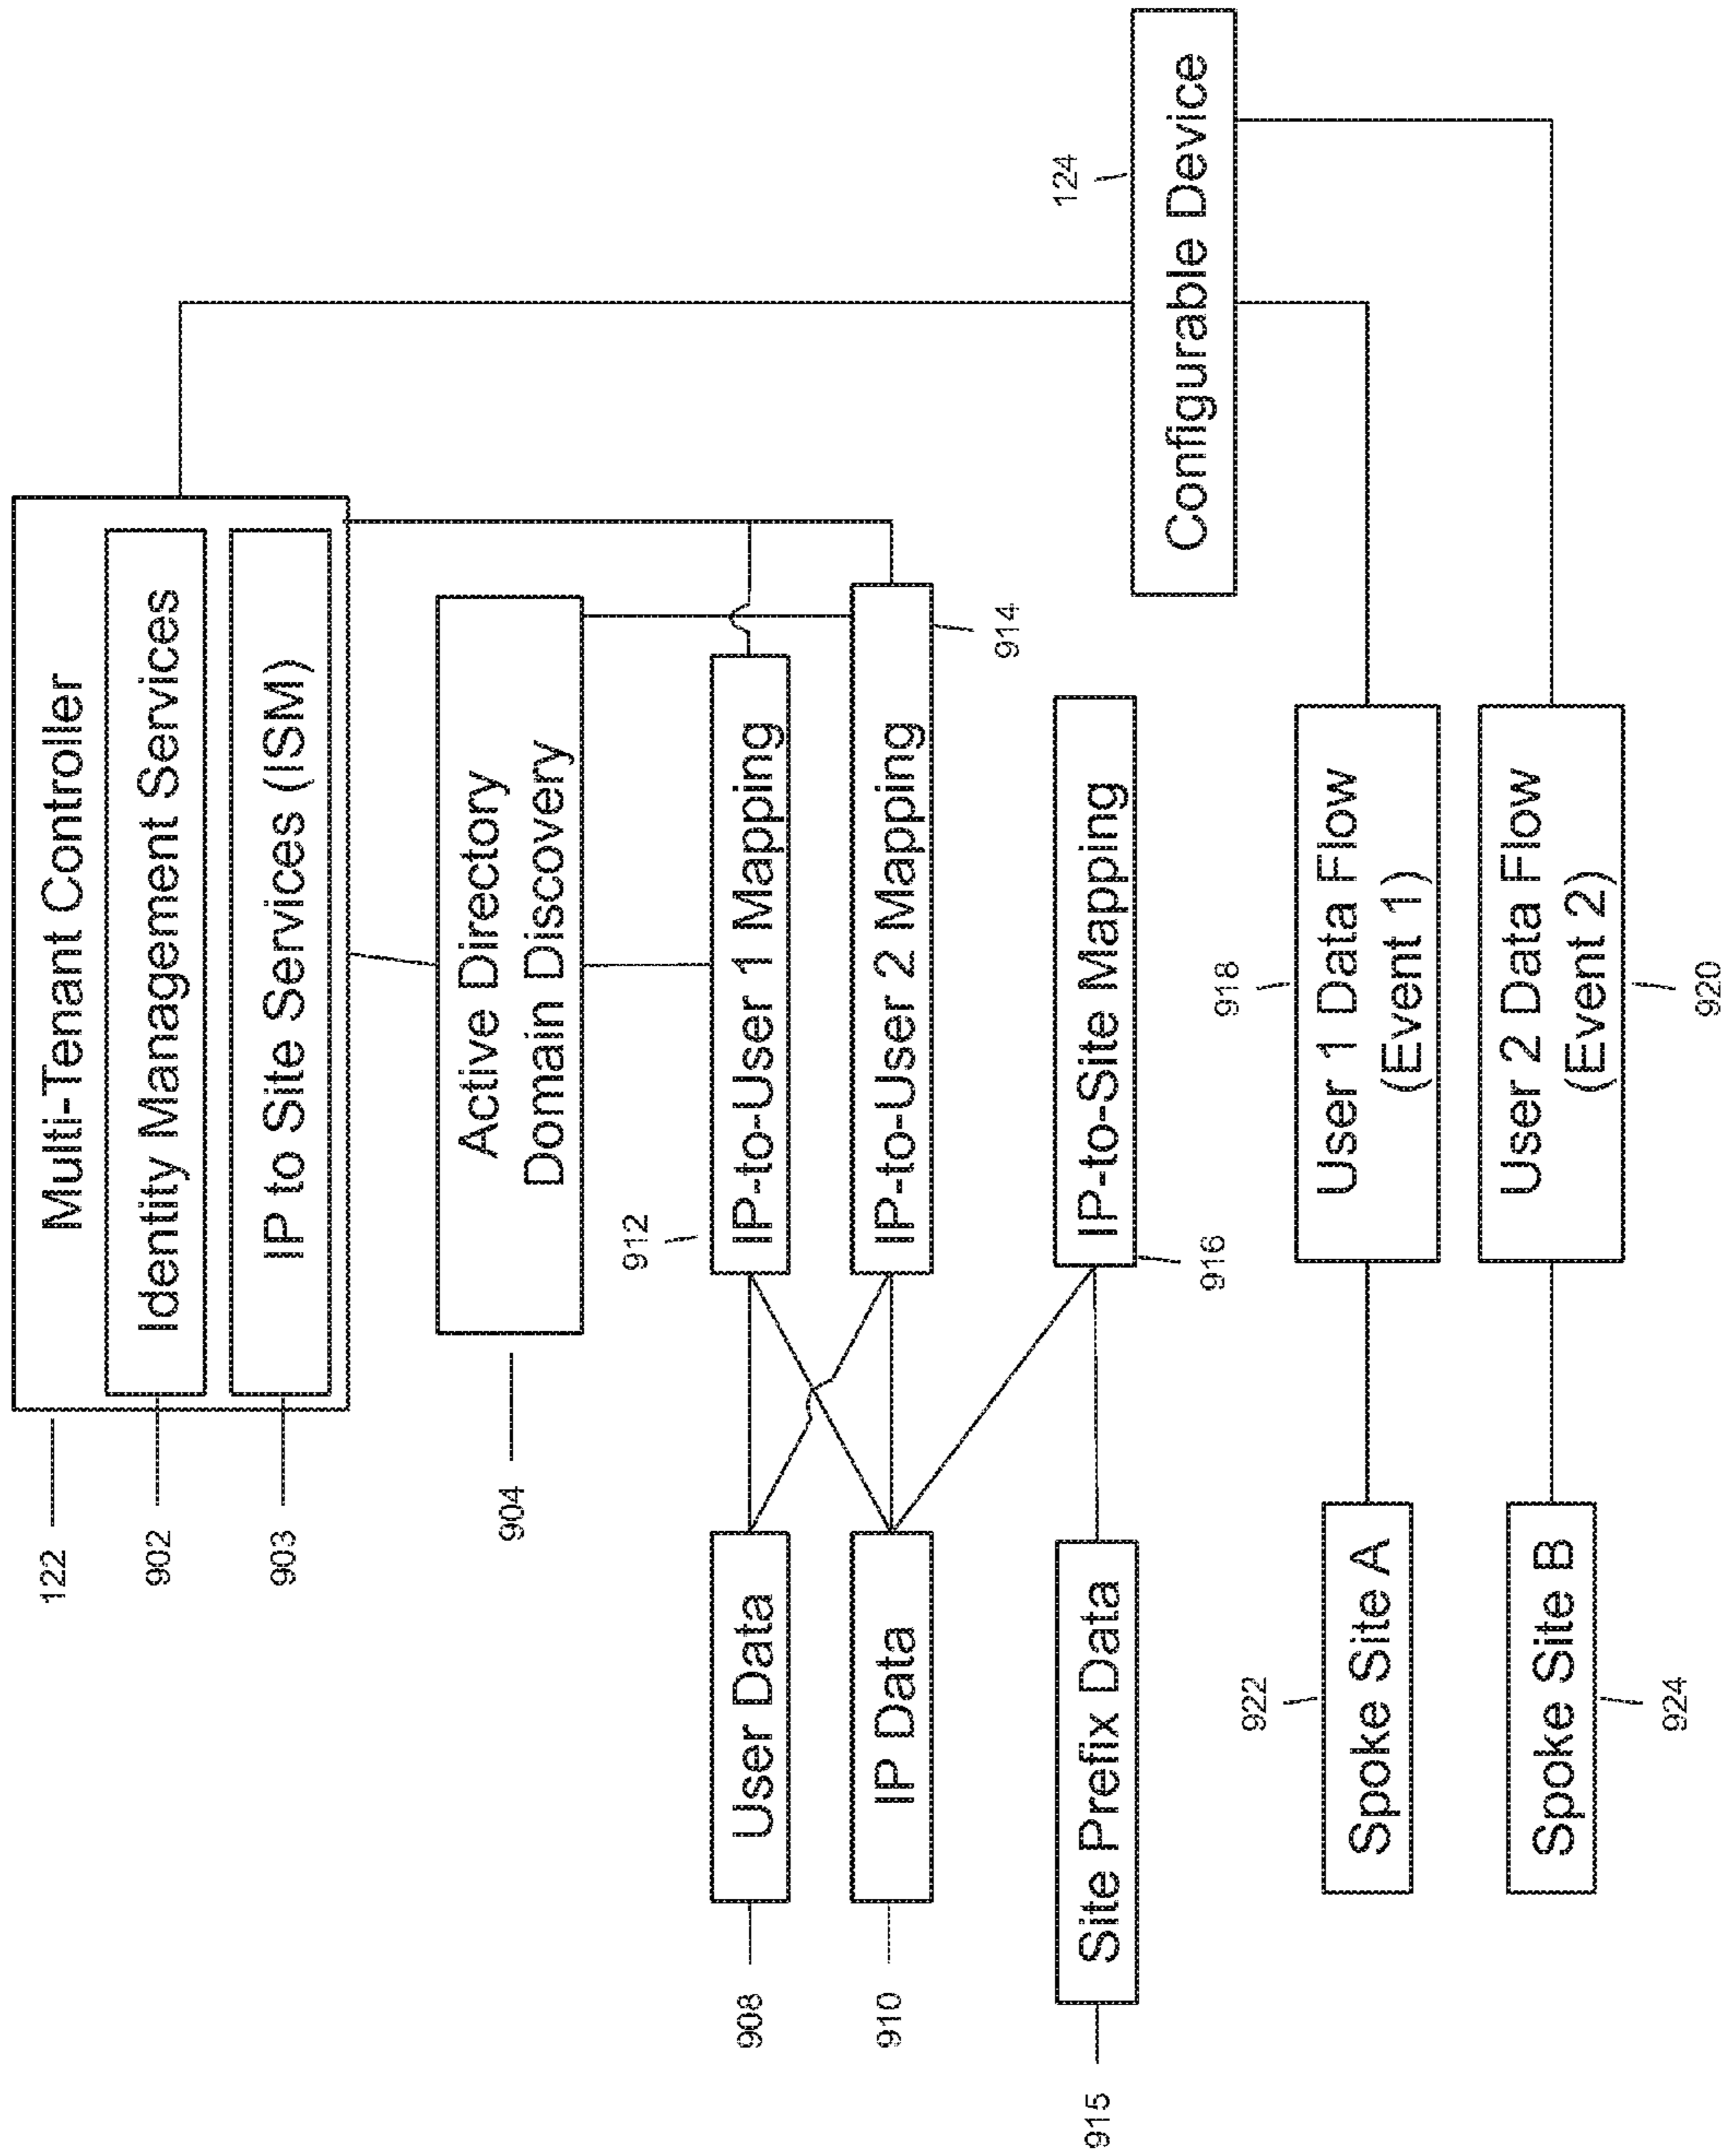 122
Multi-Tenant Controller
902
Identity Management Services
903
IP to Site Services (ISM)
904
Active Directory
Domain Discovery
912
908
User Data
IP-to-User 1 Mapping
910
IP Data
IP-to-User 2 Mapping
914
124
915
Site Prefix Data
IP-to-Site Mapping
Configurable Device
916
922
918
Spoke Site A
User 1 Data Flow
(Event 1)
Spoke Site B
User 2 Data Flow
(Event 2)
924
920